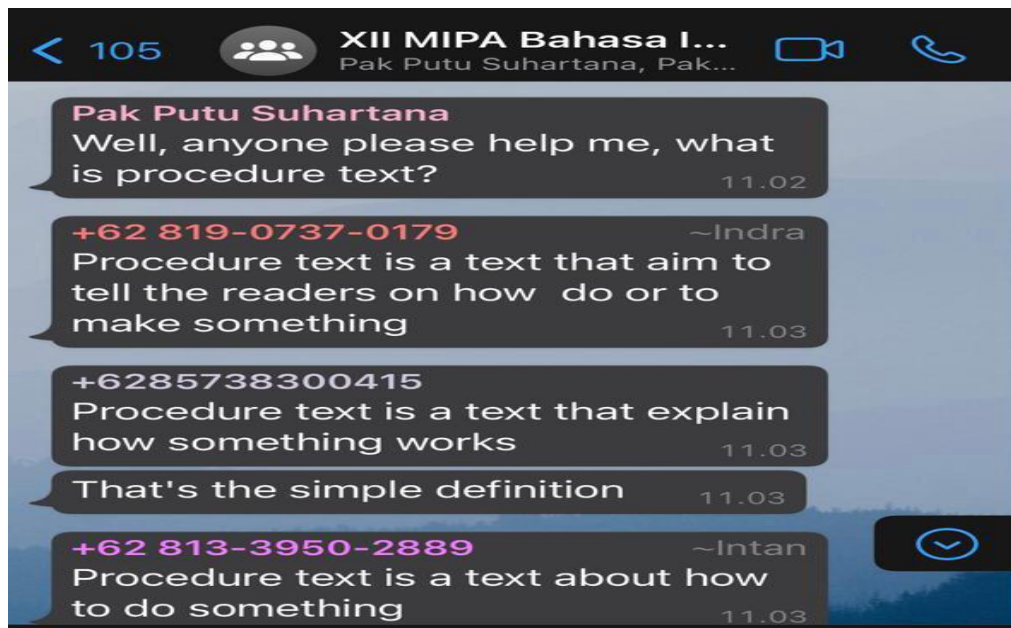 105
XII MIPA Bahasa I...
Pak Putu Suhartana, Pak...
Pak Putu Suhartana
Well, anyone please help me, what
is procedure text?
11.02
+62 819-0737-0179 ~Indra
Procedure text is a text that aim to
tell the readers on how  do or to
make something
11.03
+6285738300415
Procedure text is a text that explain
how something works
11.03
That's the simple definition 11.03
+62 813-3950-2889 ~Intan
Procedure text is a text about how
to do something
11.03